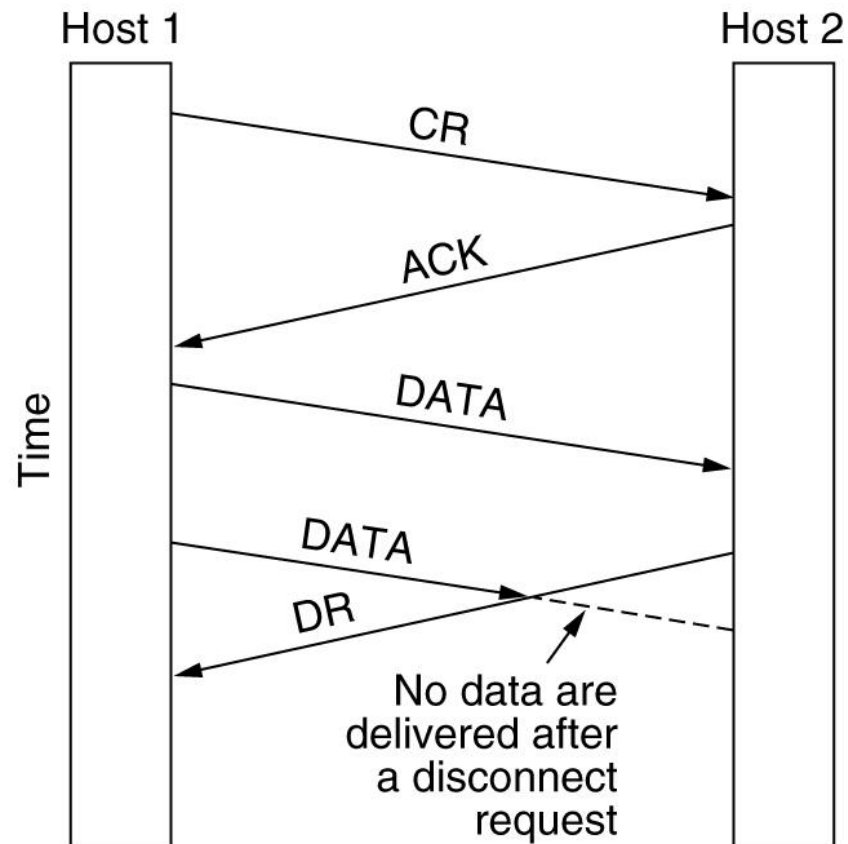 Host 1
Host 2
CR
ACK
DATA
Time
DATA
DR
No data are
delivered after
a disconnect
request